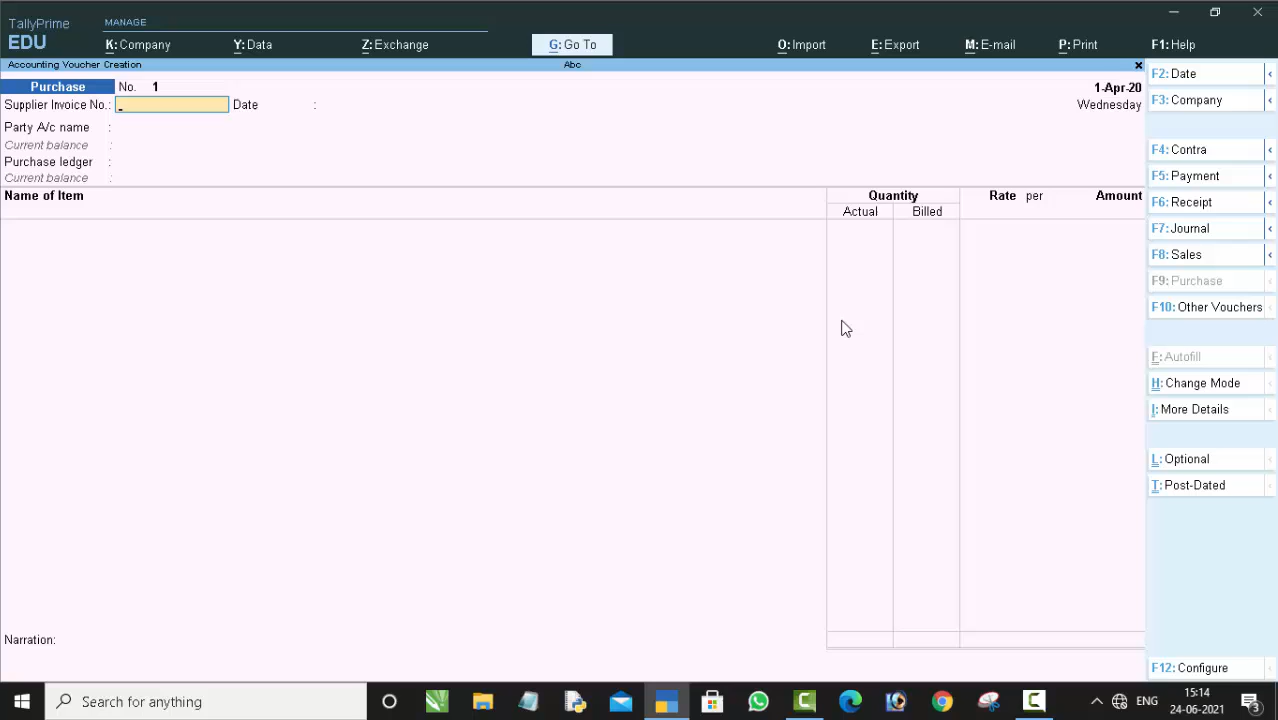 TallyPrime
EDU
MANAGE
K: Company
Y: Data
Z: Exchange
G: Go To
O: Import
E: Export
M: E-mail
P: Print
F1: Help
Accounting Voucher Creation
Abc
Purchase No. 1
1-Apr-20
Supplier Invoice No.:
Date :
Wednesday
Party A/c name :
Current balance :
Purchase ledger :
Current balance :
Name of Item
Quantity
Rate per
Amount
Actual
Billed
Narration:
F2: Date
F3: Company
F4: Contra
F5: Payment
F6: Receipt
F7: Journal
F8: Sales
F9: Purchase
F10: Other Vouchers
F: Autofill
H: Change Mode
I: More Details
L: Optional
T: Post-Dated
F12: Configure
Search for anything
ENG
15:14
24-06-2021
3